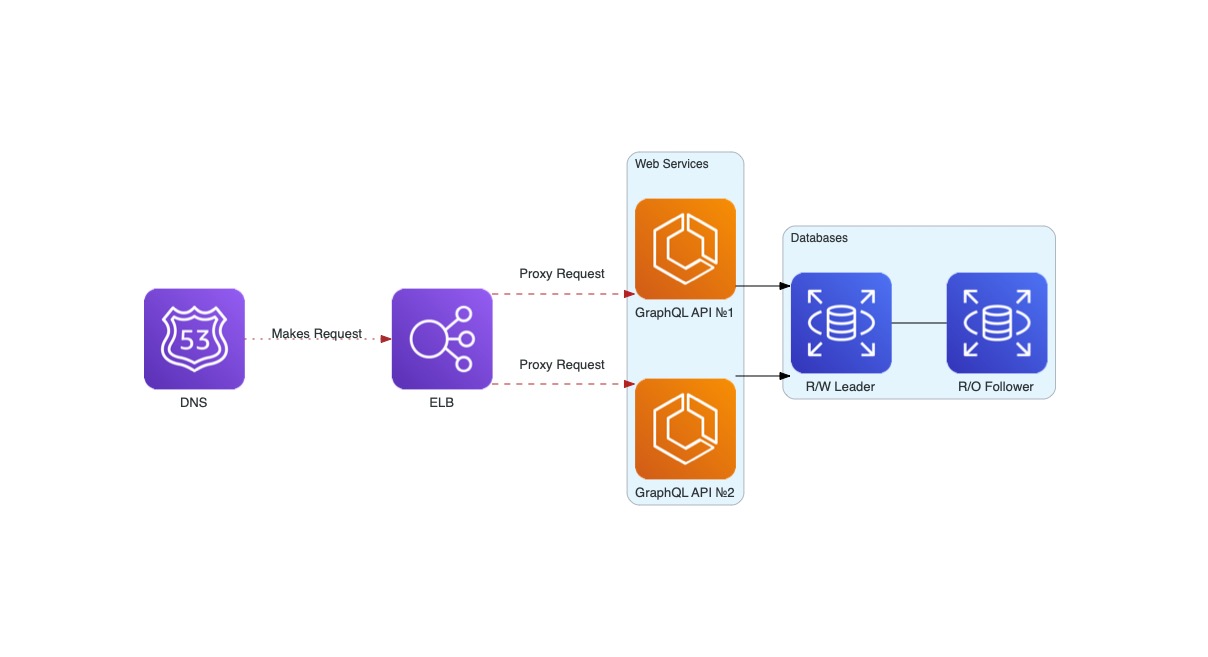 Web Services
Databases
53
Makes Request
DNS
ELB
Proxy Request
Proxy Request
GraphQL API №1
GraphQL API №2
R/W Leader
R/O Follower